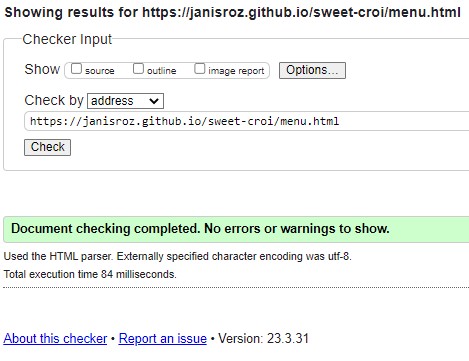 Showing results for https://janisroz.github.io/sweet-croi/menu.html
Checker Input
Show source outline image report Options...
Check by address
https://janisroz.github.io/sweet-croi/menu.html
Check
Document checking completed. No errors or warnings to show.
Used the HTML parser. Externally specified character encoding was utf-8.
Total execution time 84 milliseconds.
About this checker • Report an issue • Version: 23.3.31